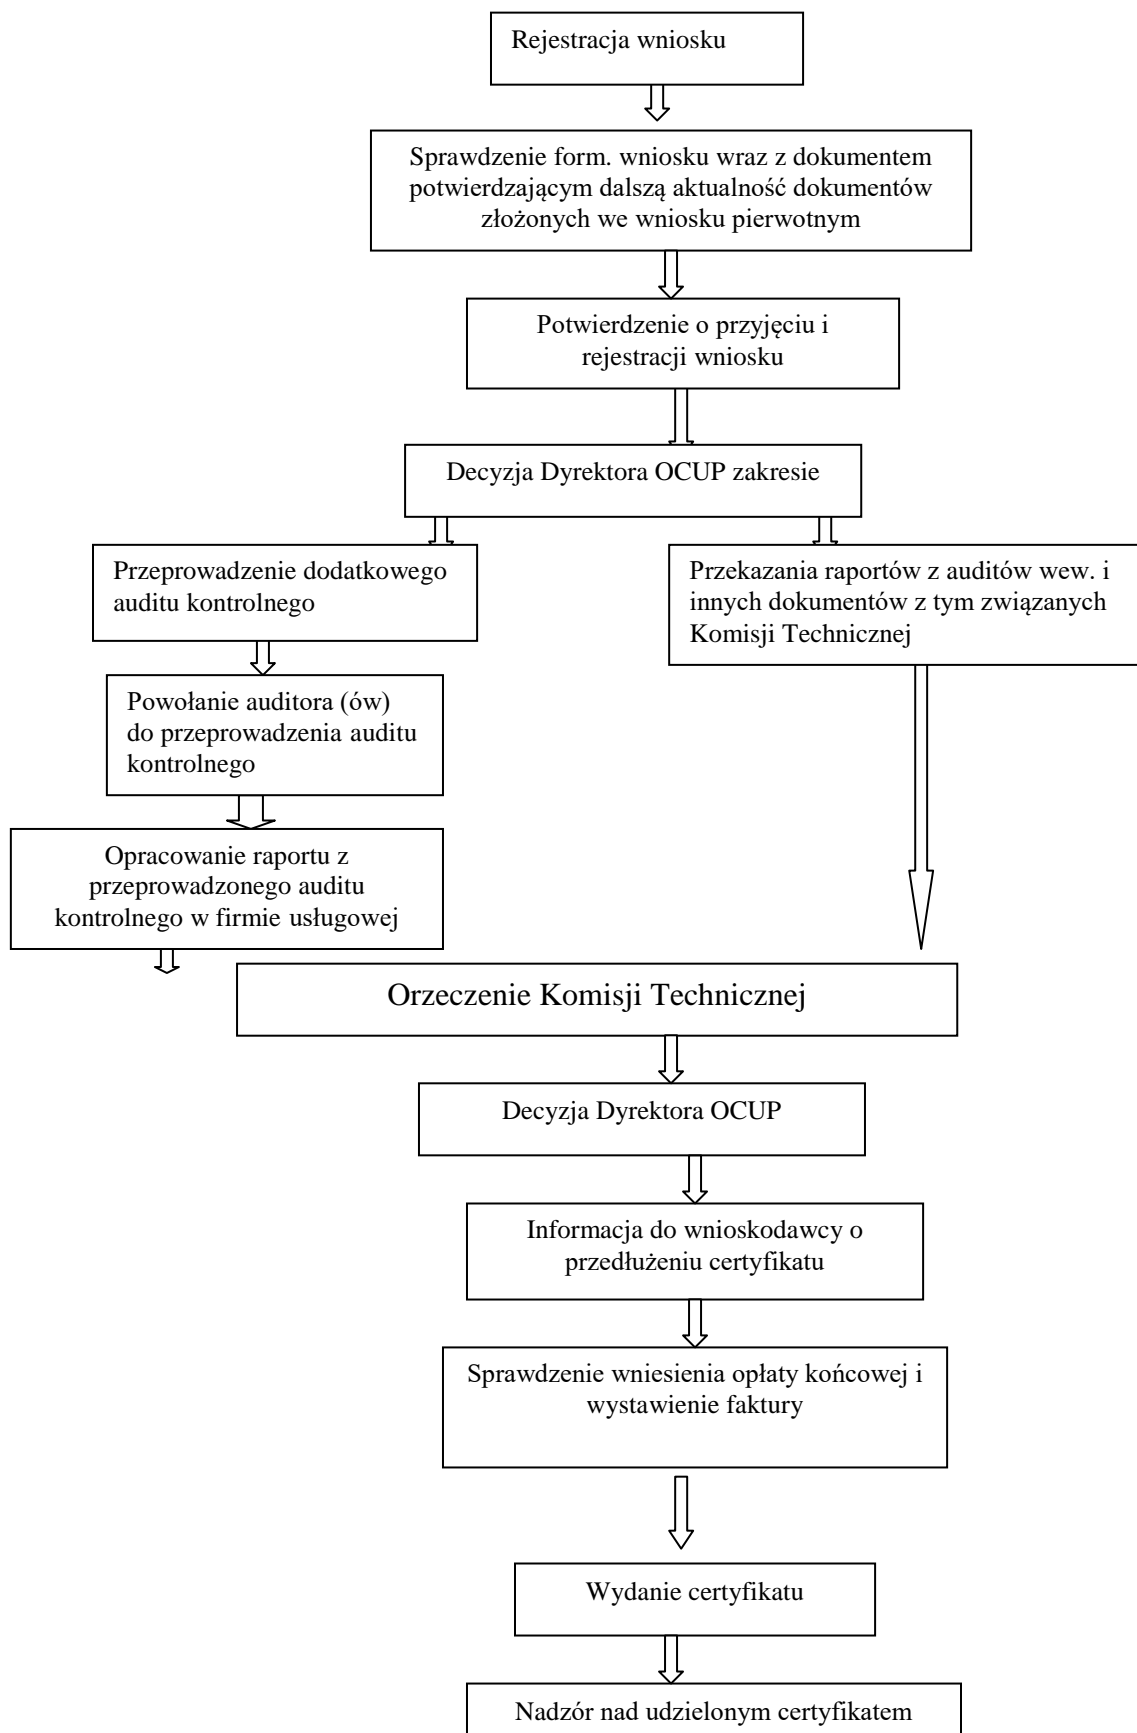 Rejestracja wniosku
Sprawdzenie form. wniosku wraz z dokumentem
potwierdzającym dalszą aktualność dokumentów
złożonych we wniosku pierwotnym
Potwierdzenie o przyjęciu i
rejestracji wniosku
Decyzja Dyrektora OCUP zakresie
Przeprowadzenie dodatkowego
auditu kontrolnego
Przekazania raportów z auditów wew. i
innych dokumentów z tym związanych
Komisji Technicznej
Powołanie auditora (ów)
do przeprowadzenia auditu
kontrolnego
Opracowanie raportu z
przeprowadzonego auditu
kontrolnego w firmie usługowej
Orzeczenie Komisji Technicznej
Decyzja Dyrektora OCUP
Informacja do wnioskodawcy o
przedłużeniu certyfikatu
Sprawdzenie wniesienia opłaty końcowej i
wystawienie faktury
Wydanie certyfikatu
Nadzór nad udzielonym certyfikatem